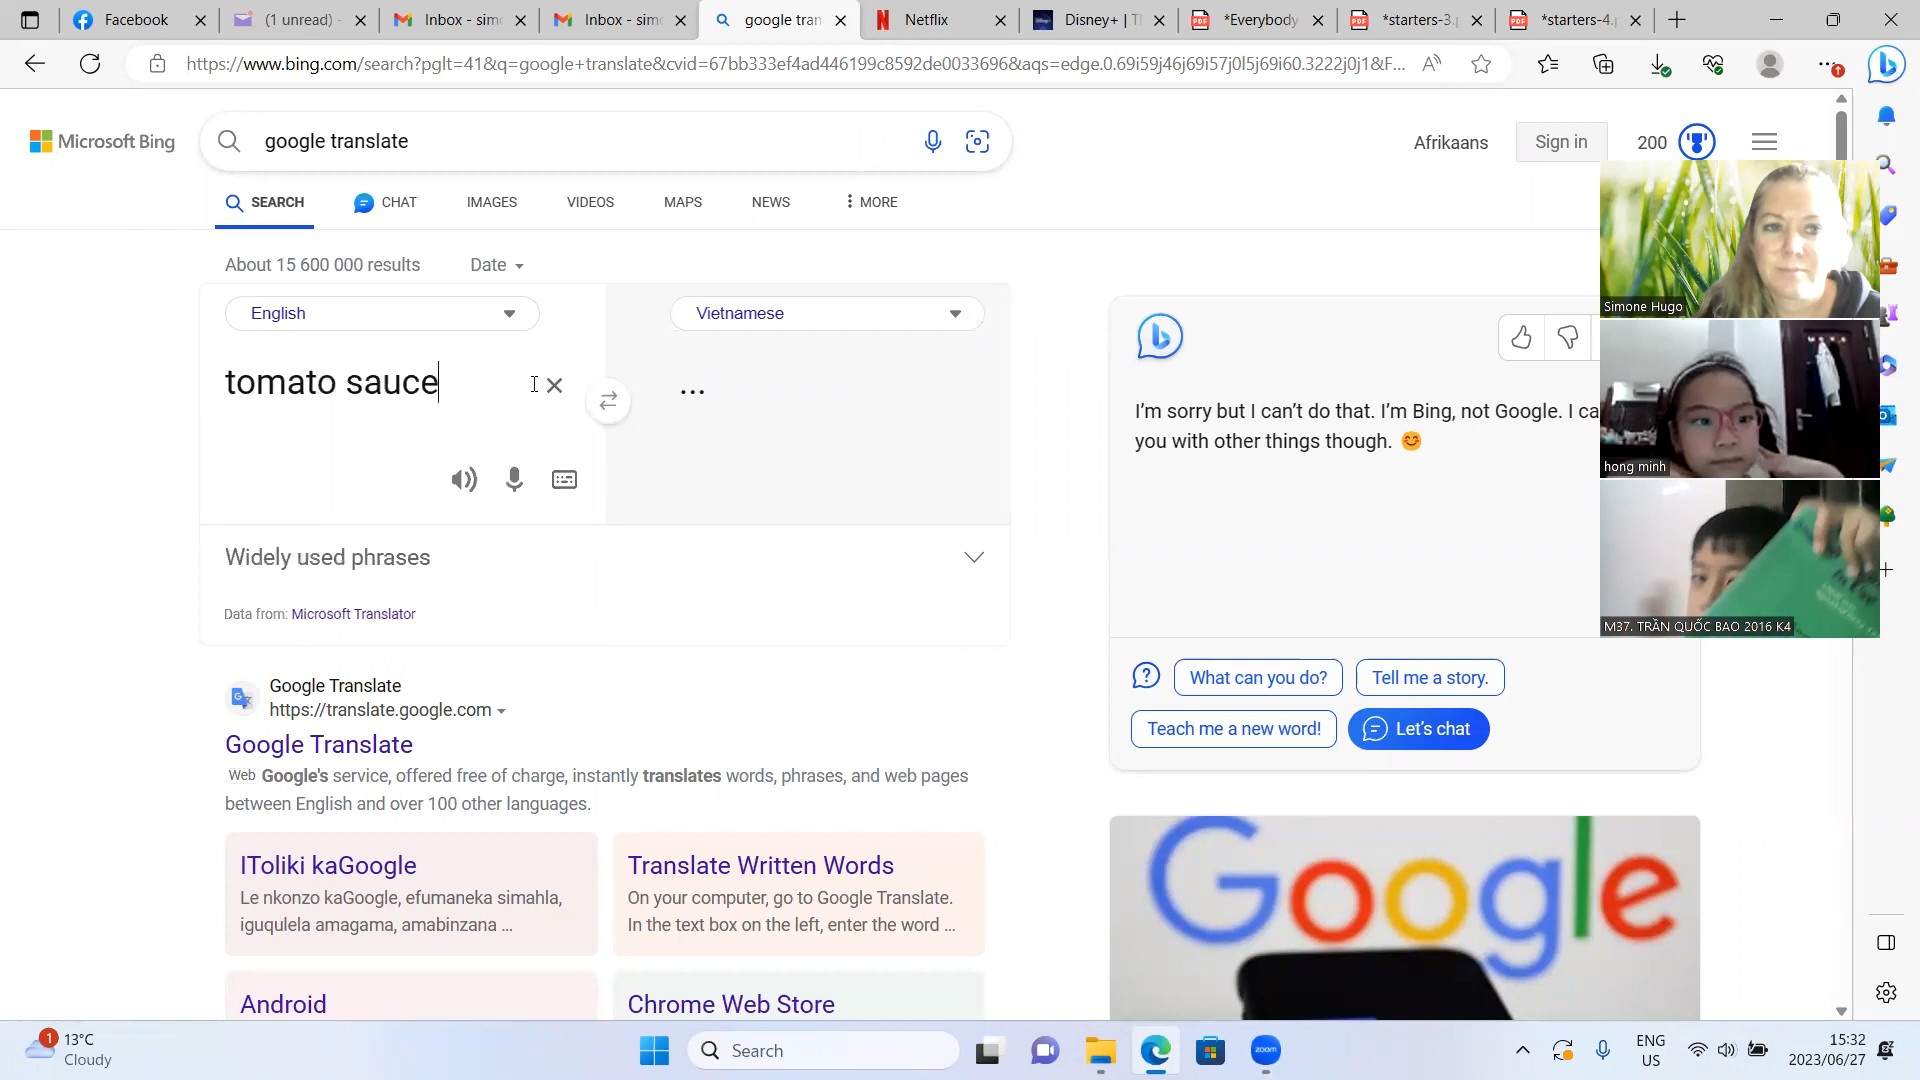 Facebook
(1 unread) -
Inbox - sim
Inbox - sim
google tran
Netflix
Disney+ | T
*Everybody
*starters-3.p
*starters-4.p
https://www.bing.com/search?pglt=41&q=google+translate&cvid=67bb333ef4ad446199c8592de0033696&aqs=edge.0.69i59j46j69i57j0l5j69i60.3222j0j1&F...
Microsoft Bing
google translate
Afrikaans
Sign in
200
SEARCH
CHAT
IMAGES
VIDEOS
MAPS
NEWS
MORE
About 15 600 000 results
Date
English
Vietnamese
tomato sauce
...
Widely used phrases
Data from: Microsoft Translator
Google Translate
https://translate.google.com
Google Translate
Web Google's service, offered free of charge, instantly translates words, phrases, and web pages
between English and over 100 other languages.
IToliki kaGoogle
Le nkonzo kaGoogle, efumaneka simahla,
iguqulela amagama, amabinzana ...
Translate Written Words
On your computer, go to Google Translate.
In the text box on the left, enter the word ...
Android
Chrome Web Store
I'm sorry but I can't do that. I'm Bing, not Google. I ca
you with other things though. 😊
What can you do?
Tell me a story.
Teach me a new word!
Let's chat
Google
Simone Hugo
hong minh
M37. TRẦN QUỐC BAO 2016 K4
1
13°C
Cloudy
Search
zoom
ENG
US
15:32
2023/06/27